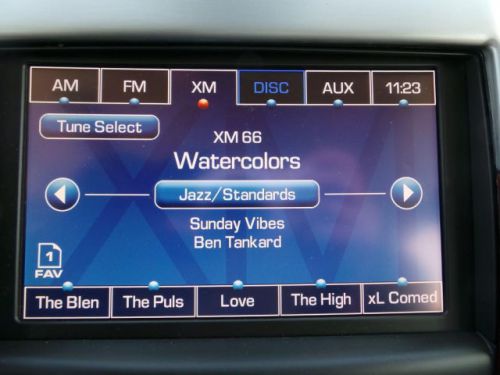 AM FM XM DISC AUX 11:23
Tune Select
XM 66
Watercolors
Jazz/Standards
Sunday Vibes
Ben Tankard
1
FAV
The Blen The Puls Love The High xL Comed